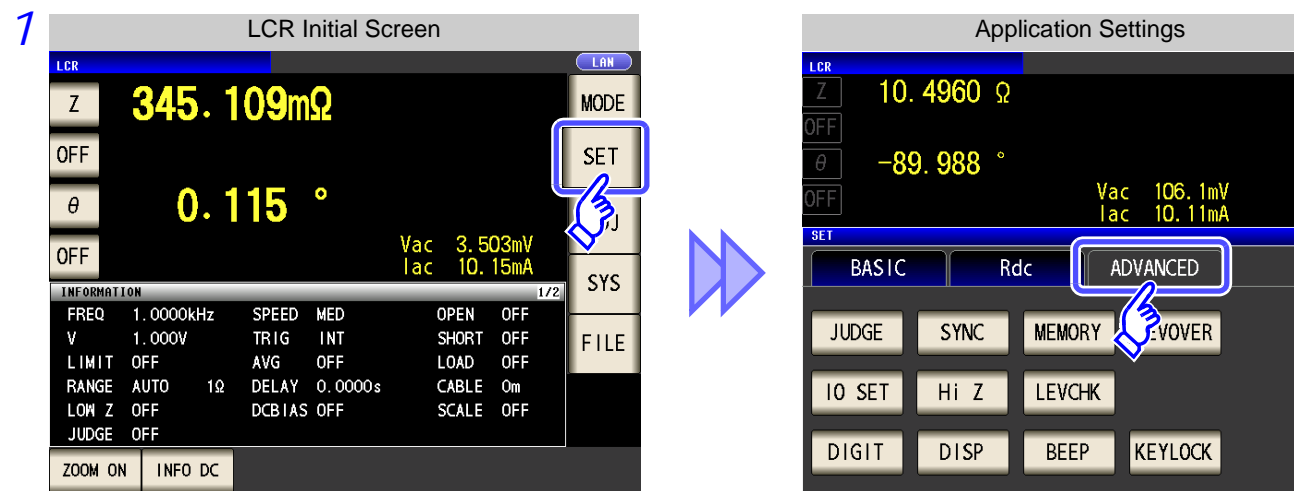 1
LCR Initial Screen
LCR
LAN
Z 345.109mΩ
MODE
OFF
SET
θ 0.115 °
OFF
Vac 3.503mV
Iac 10.15mA
SYS
FILE
INFORMATION 1/2
FREQ 1.0000kHz SPEED MED OPEN OFF
V 1.000V TRIG INT SHORT OFF
LIMIT OFF AVG OFF LOAD OFF
RANGE AUTO 1Ω DELAY 0.0000s CABLE 0m
LOW Z OFF DCBIAS OFF SCALE OFF
JUDGE OFF
ZOOM ON INFO DC
Application Settings
LCR
Z 10.4960 Ω
OFF
θ -89.988 °
OFF
Vac 106.1mV
Iac 10.11mA
SET
BASIC Rdc ADVANCED
JUDGE SYNC MEMORY
IO SET Hi Z LEVCHK
DIGIT DISP BEEP KEYLOCK